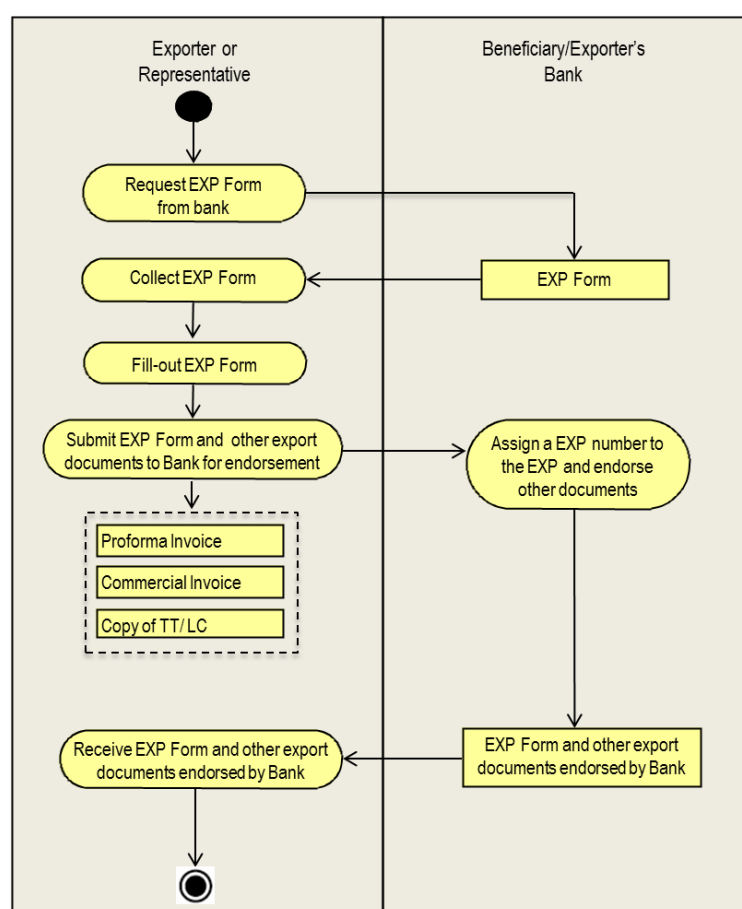 Exporter or
Representative
Beneficiary/Exporter's
Bank
Request EXP Form
from bank
Collect EXP Form
EXP Form
Fill-out EXP Form
Submit EXP Form and other export
documents to Bank for endorsement
Assign a EXP number to
the EXP and endorse
other documents
Proforma Invoice
Commercial Invoice
Copy of TT/ LC
Receive EXP Form and other export
documents endorsed by Bank
EXP Form and other export
documents endorsed by Bank